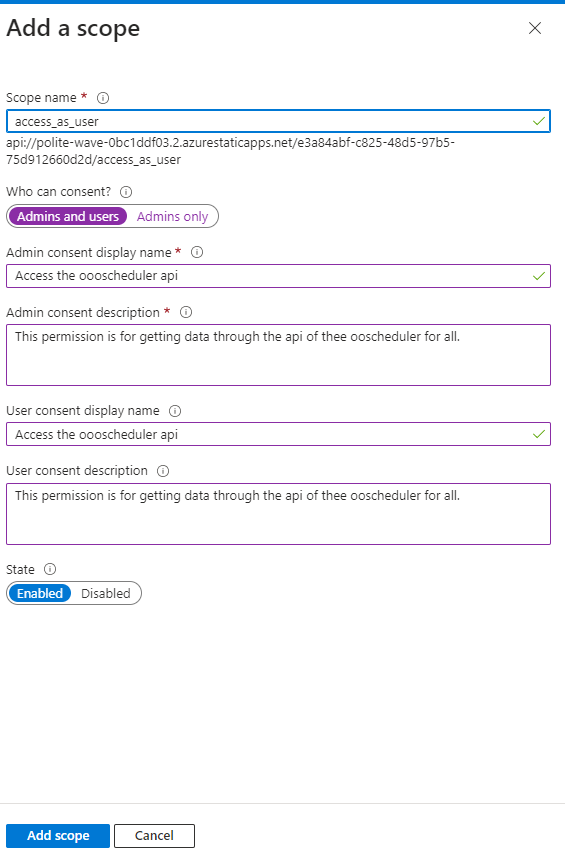 Add a scope
Scope name *
access_as_user
api://polite-wave-0bc1ddf03.2.azurestaticapps.net/e3a84abf-c825-48d5-97b5-
75d912660d2d/access_as_user
Who can consent?
Admins and users Admins only
Admin consent display name *
Access the oooscheduler api
Admin consent description *
This permission is for getting data through the api of thee ooscheduler for all.
User consent display name
Access the oooscheduler api
User consent description
This permission is for getting data through the api of thee ooscheduler for all.
State
Enabled Disabled
Add scope Cancel